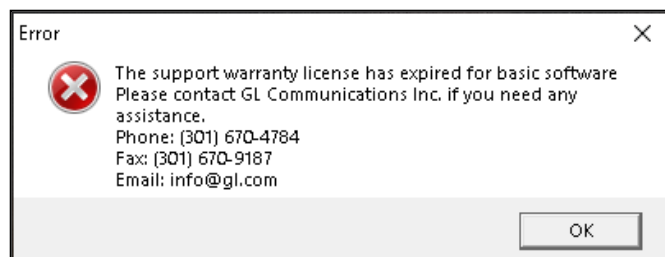 Error
The support warranty license has expired for basic software
Please contact GL Communications Inc. if you need any
assistance.
Phone: (301) 670-4784
Fax: (301) 670-9187
Email: info@gl.com
OK